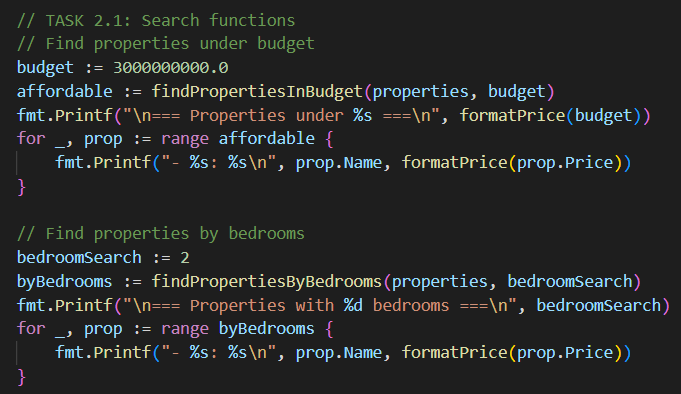 // TASK 2.1: Search functions
// Find properties under budget
budget := 3000000000.0
affordable := findPropertiesInBudget(properties, budget)
fmt.Printf("\n=== Properties under %s ===\n", formatPrice(budget))
for _, prop := range affordable {
    fmt.Printf("- %s: %s\n", prop.Name, formatPrice(prop.Price))
}

// Find properties by bedrooms
bedroomSearch := 2
byBedrooms := findPropertiesByBedrooms(properties, bedroomSearch)
fmt.Printf("\n=== Properties with %d bedrooms ===\n", bedroomSearch)
for _, prop := range byBedrooms {
    fmt.Printf("- %s: %s\n", prop.Name, formatPrice(prop.Price))
}